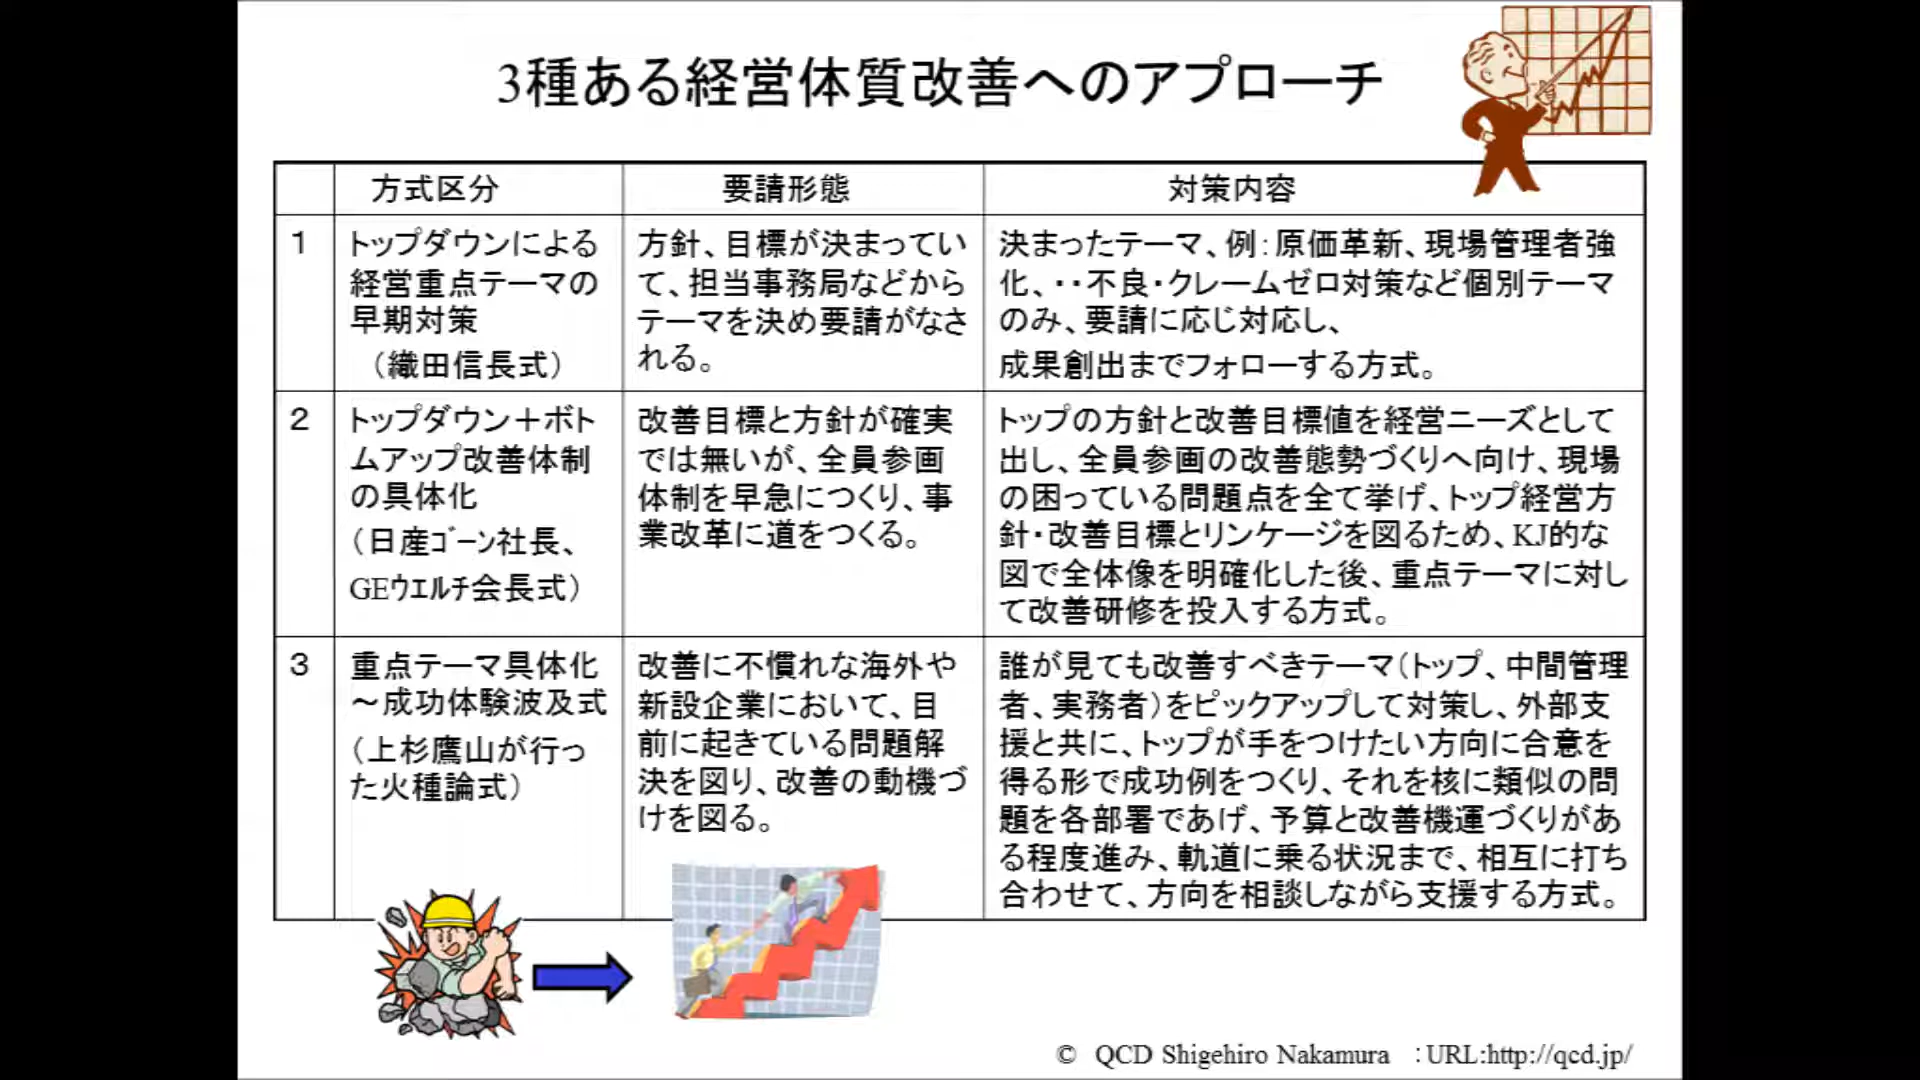 3種ある経営体質改善へのアプローチ
方式区分
要請形態
対策内容
1
トップダウンによる
経営重点テーマの
早期対策
（織田信長式）
方針、目標が決まってい
て、担当事務局などから
テーマを決め要請がなさ
れる。
決まったテーマ、例：原価革新、現場管理者強
化、・・不良・クレームゼロ対策など個別テーマ
のみ、要請に応じ対応し、
成果創出までフォローする方式。
2
トップダウン＋ボト
ムアップ改善体制
の具体化
（日産ｺﾞｰﾝ社長、
GEｳｴﾙﾁ会長式）
改善目標と方針が確実
では無いが、全員参画
体制を早急につくり、事
業改革に道をつくる。
トップの方針と改善目標値を経営ニーズとして
出し、全員参画の改善態勢づくりへ向け、現場
の困っている問題点を全て挙げ、トップ経営方
針・改善目標とリンケージを図るため、KJ的な
図で全体像を明確化した後、重点テーマに対し
て改善研修を投入する方式。
3
重点テーマ具体化
～成功体験波及式
（上杉鷹山が行っ
た火種論式）
改善に不慣れな海外や
新設企業において、目
前に起きている問題解
決を図り、改善の動機づ
けを図る。
誰が見ても改善すべきテーマ（トップ、中間管理
者、実務者）をピックアップして対策し、外部支
援と共に、トップが手をつけたい方向に合意を
得る形で成功例をつくり、それを核に類似の問
題を各部署であげ、予算と改善機運づくりがあ
る程度進み、軌道に乗る状況まで、相互に打ち
合わせて、方向を相談しながら支援する方式。
© QCD Shigehiro Nakamura ：URL:http://qcd.jp/